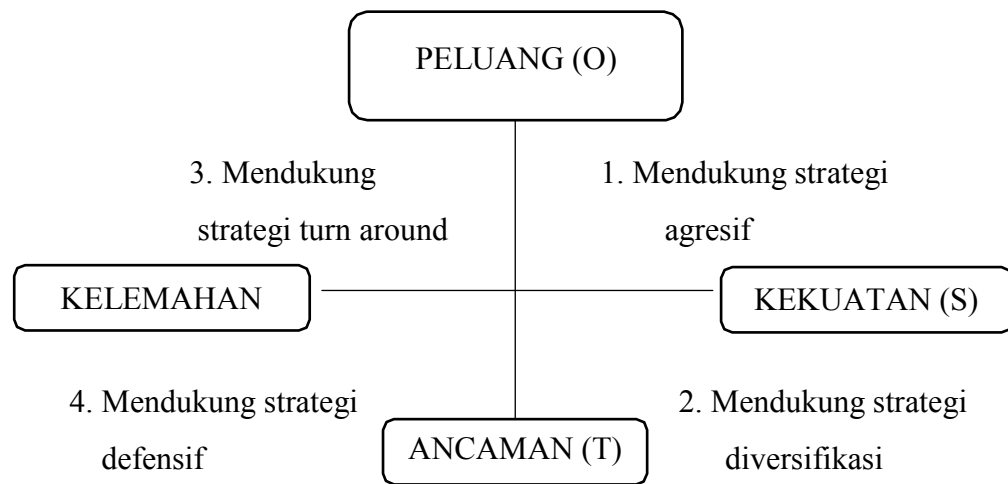 PELUANG (O)
3. Mendukung
strategi turn around
1. Mendukung strategi
agresif
KELEMAHAN
KEKUATAN (S)
4. Mendukung strategi
defensif
ANCAMAN (T)
2. Mendukung strategi
diversifikasi